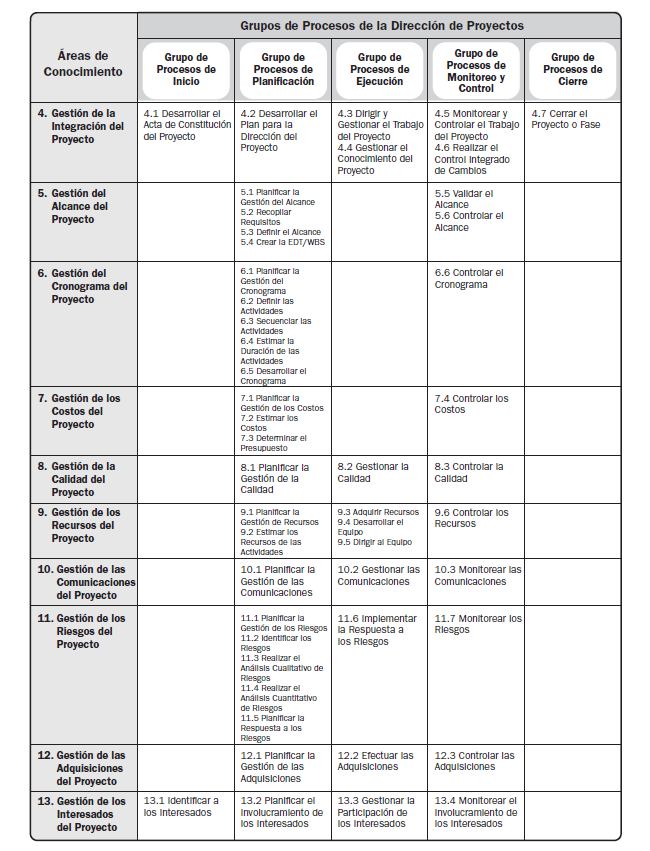 Grupos de Procesos de la Dirección de Proyectos
Áreas de
Conocimiento
Grupo de
Procesos de
Inicio
Grupo de
Procesos de
Planificación
Grupo de
Procesos de
Ejecución
Grupo de
Procesos de
Monitoreo y
Control
Grupo de
Procesos de
Cierre
4. Gestión de la
Integración del
Proyecto
4.1 Desarrollar el
Acta de Constitución
del Proyecto
4.2 Desarrollar el
Plan para la
Dirección del
Proyecto
4.3 Dirigir y
Gestionar el Trabajo
del Proyecto
4.4 Gestionar el
Conocimiento del
Proyecto
4.5 Monitorear y
Controlar el Trabajo
del Proyecto
4.6 Realizar el
Control Integrado
de Cambios
4.7 Cerrar el
Proyecto o Fase
5. Gestión del
Alcance del
Proyecto
5.1 Planificar la
Gestión del Alcance
5.2 Recopilar
Requisitos
5.3 Definir el Alcance
5.4 Crear la EDT/WBS
5.5 Validar el
Alcance
5.6 Controlar el
Alcance
6. Gestión del
Cronograma del
Proyecto
6.1 Planificar la
Gestión del
Cronograma
6.2 Definir las
Actividades
6.3 Secuenciar las
Actividades
6.4 Estimar la
Duración de las
Actividades
6.5 Desarrollar el
Cronograma
6.6 Controlar el
Cronograma
7. Gestión de los
Costos del
Proyecto
7.1 Planificar la
Gestión de los Costos
7.2 Estimar los
Costos
7.3 Determinar el
Presupuesto
7.4 Controlar los
Costos
8. Gestión de la
Calidad del
Proyecto
8.1 Planificar la
Gestión de la
Calidad
8.2 Gestionar la
Calidad
8.3 Controlar la
Calidad
9. Gestión de los
Recursos del
Proyecto
9.1 Planificar la
Gestión de Recursos
9.2 Estimar los
Recursos de las
Actividades
9.3 Adquirir Recursos
9.4 Desarrollar el
Equipo
9.5 Dirigir al Equipo
9.6 Controlar los
Recursos
10. Gestión de las
Comunicaciones
del Proyecto
10.1 Planificar la
Gestión de las
Comunicaciones
10.2 Gestionar las
Comunicaciones
10.3 Monitorear las
Comunicaciones
11. Gestión de los
Riesgos del
Proyecto
11.1 Planificar la
Gestión de los Riesgos
11.2 Identificar los
Riesgos
11.3 Realizar el
Análisis Cualitativo de
Riesgos
11.4 Realizar el
Análisis Cuantitativo
de Riesgos
11.5 Planificar la
Respuesta a los
Riesgos
11.6 Implementar
la Respuesta a
los Riesgos
11.7 Monitorear los
Riesgos
12. Gestión de las
Adquisiciones
del Proyecto
12.1 Planificar la
Gestión de las
Adquisiciones
12.2 Efectuar las
Adquisiciones
12.3 Controlar las
Adquisiciones
13. Gestión de los
Interesados
del Proyecto
13.1 Identificar a
los Interesados
13.2 Planificar el
Involucramiento de
los Interesados
13.3 Gestionar la
Participación de
los Interesados
13.4 Monitorear el
Involucramiento de
los Interesados